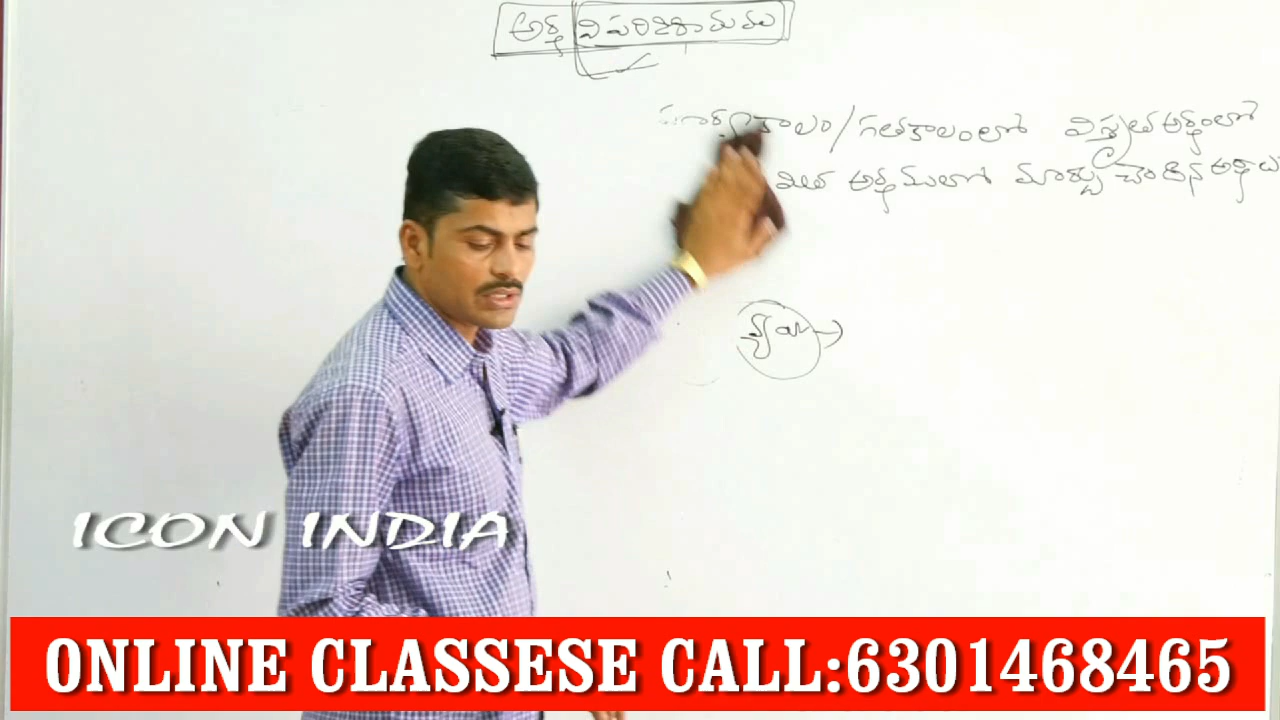 అర్థ విపరిణామము
కాలం/గతకాలంలో విస్తృత అర్థంలో
మిత అర్థములో మార్పు చెందిన అర్థాలు
ICON INDIA
ONLINE CLASSESE CALL:6301468465